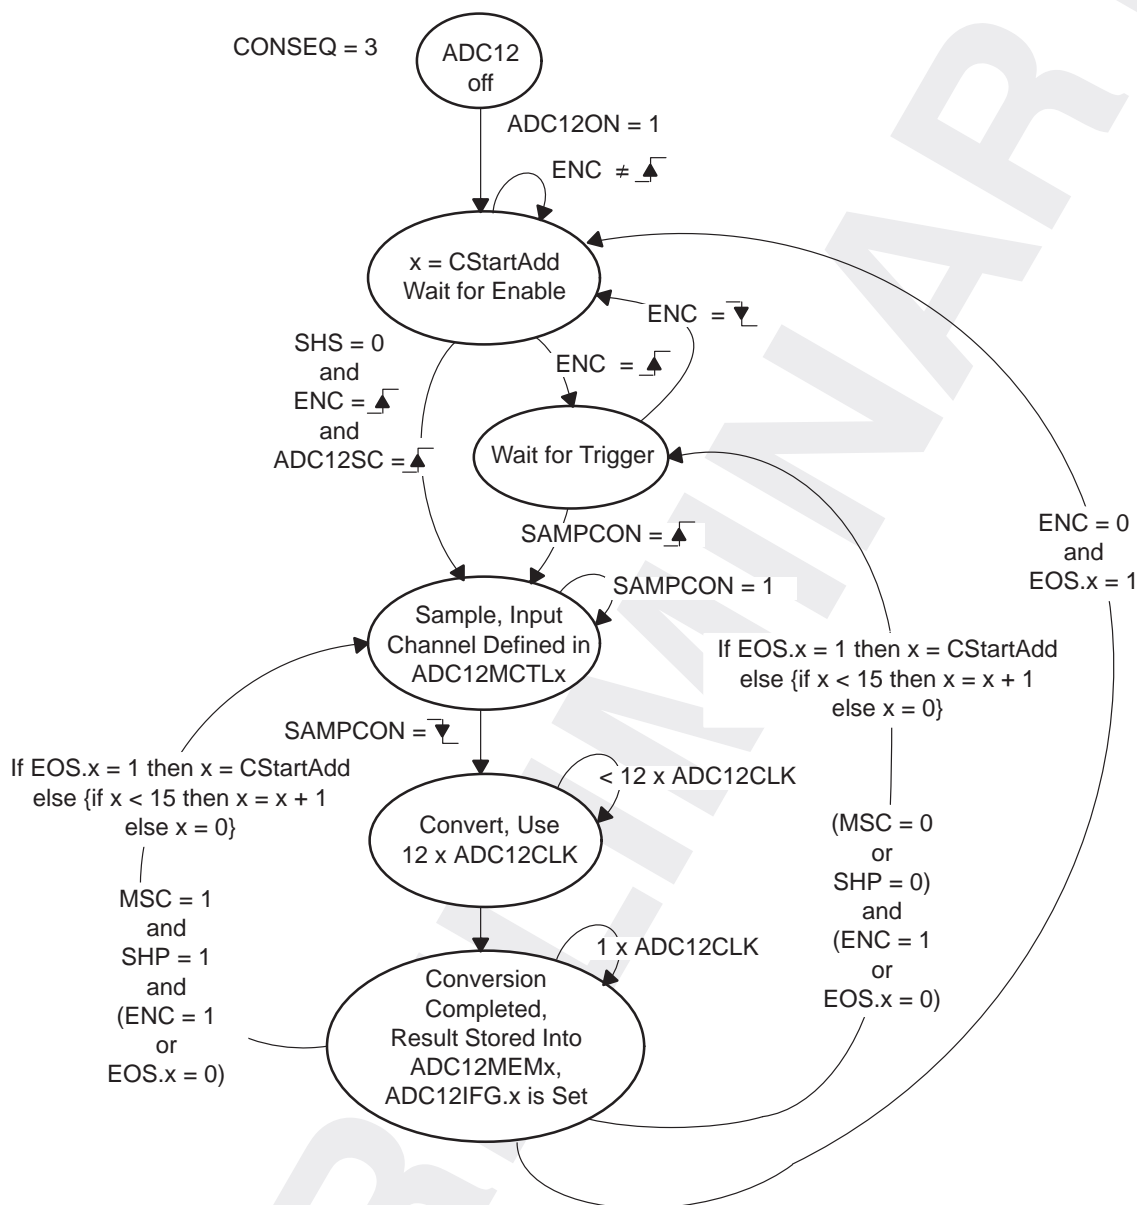 CONSEQ = 3
ADC12
off
ADC12ON = 1
ENC ≠
x = CStartAdd
Wait for Enable
ENC =
SHS = 0
and
ENC =
and
ADC12SC =
ENC =
Wait for Trigger
SAMPCON =
ENC = 0
and
EOS.x = 1
SAMPCON = 1
Sample, Input
Channel Defined in
ADC12MCTLx
If EOS.x = 1 then x = CStartAdd
else {if x < 15 then x = x + 1
else x = 0}
SAMPCON =
If EOS.x = 1 then x = CStartAdd
else {if x < 15 then x = x + 1
else x = 0}
< 12 x ADC12CLK
Convert, Use
12 x ADC12CLK
(MSC = 0
or
SHP = 0)
and
(ENC = 1
or
EOS.x = 0)
MSC = 1
and
SHP = 1
and
(ENC = 1
or
EOS.x = 0)
1 x ADC12CLK
Conversion
Completed,
Result Stored Into
ADC12MEMx,
ADC12IFG.x is Set